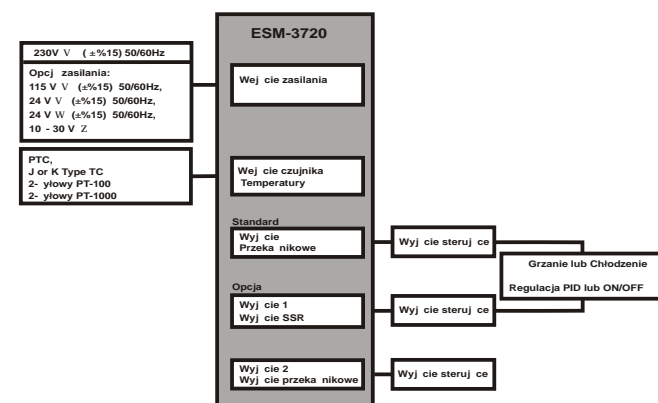 ESM-3720
230V V ( ±%15) 50/60Hz
Opcj zasilania:
115 V V (±%15) 50/60Hz,
24 V V (±%15) 50/60Hz,
24 V W (±%15) 50/60Hz,
10 - 30 V Z
Wej cie zasilania
PTC,
J or K Type TC
2- yłowy PT-100
2- yłowy PT-1000
Wej cie czujnika
Temperatury
Standard
Wyj cie
Przeka nikowe
Wyj cie steruj ce
Grzanie lub Chłodzenie
Regulacja PID lub ON/OFF
Opcja
Wyj cie 1
Wyj cie SSR
Wyj cie steruj ce
Wyj cie 2
Wyj cie przeka nikowe
Wyj cie steruj ce